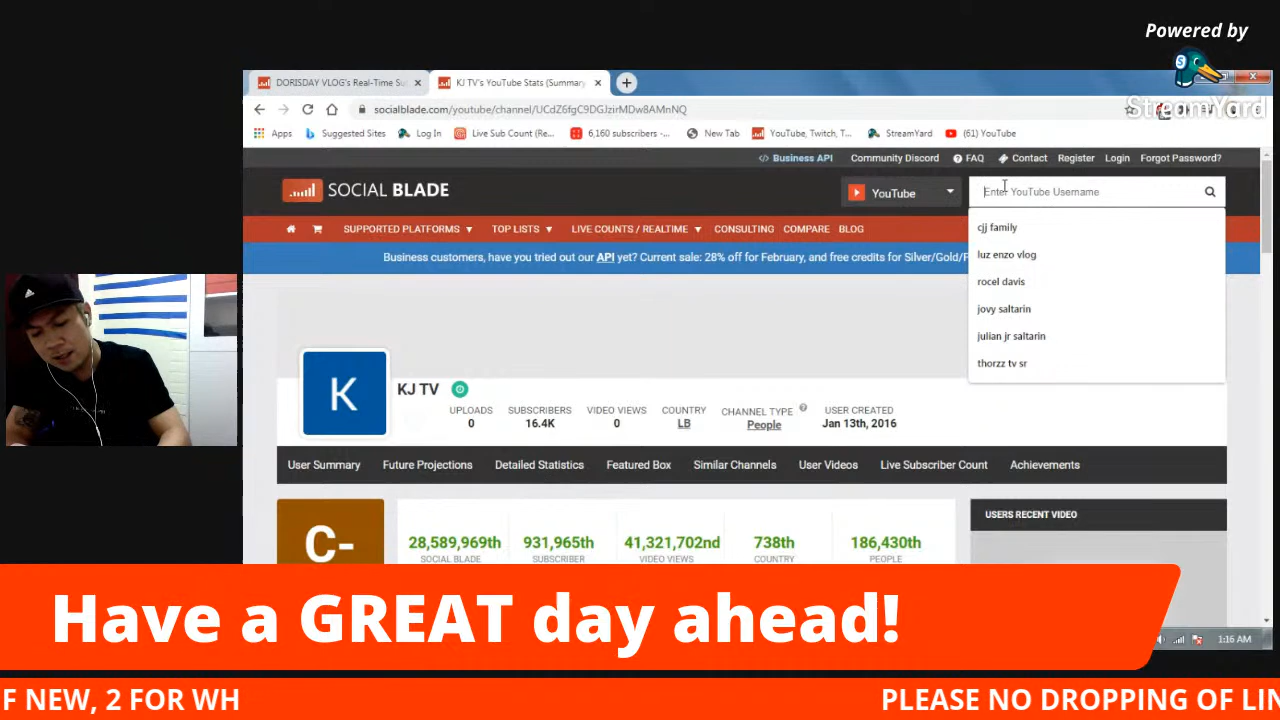 Powered by
StreamYard
DORISDAY VLOG's Real-Time Su
KJ TV's YouTube Stats (Summary
socialblade.com/youtube/channel/UCdZ6fgC9DGJzirMDw8AMnNQ
Apps Suggested Sites Log In Live Sub Count (Re... 6,160 subscribers -... New Tab YouTube, Twitch, T... StreamYard (61) YouTube
Business API Community Discord FAQ Contact Register Login Forgot Password?
SOCIAL BLADE
YouTube
Enter YouTube Username
SUPPORTED PLATFORMS TOP LISTS LIVE COUNTS / REALTIME CONSULTING COMPARE BLOG
Business customers, have you tried out our API yet? Current sale: 28% off for February, and free credits for Silver/Gold/
cjj family
luz enzo vlog
rocel davis
jovy saltarin
julian jr saltarin
thorzz tv sr
K
KJ TV
UPLOADS SUBSCRIBERS VIDEO VIEWS COUNTRY CHANNEL TYPE USER CREATED
0 16.4K 0 LB People Jan 13th, 2016
User Summary Future Projections Detailed Statistics Featured Box Similar Channels User Videos Live Subscriber Count Achievements
C-
28,589,969th 931,965th 41,321,702nd 738th 186,430th
SOCIAL BLADE SUBSCRIBER VIDEO VIEWS COUNTRY PEOPLE
USERS RECENT VIDEO
Have a GREAT day ahead!
1:16 AM
F NEW, 2 FOR WH
PLEASE NO DROPPING OF LIN